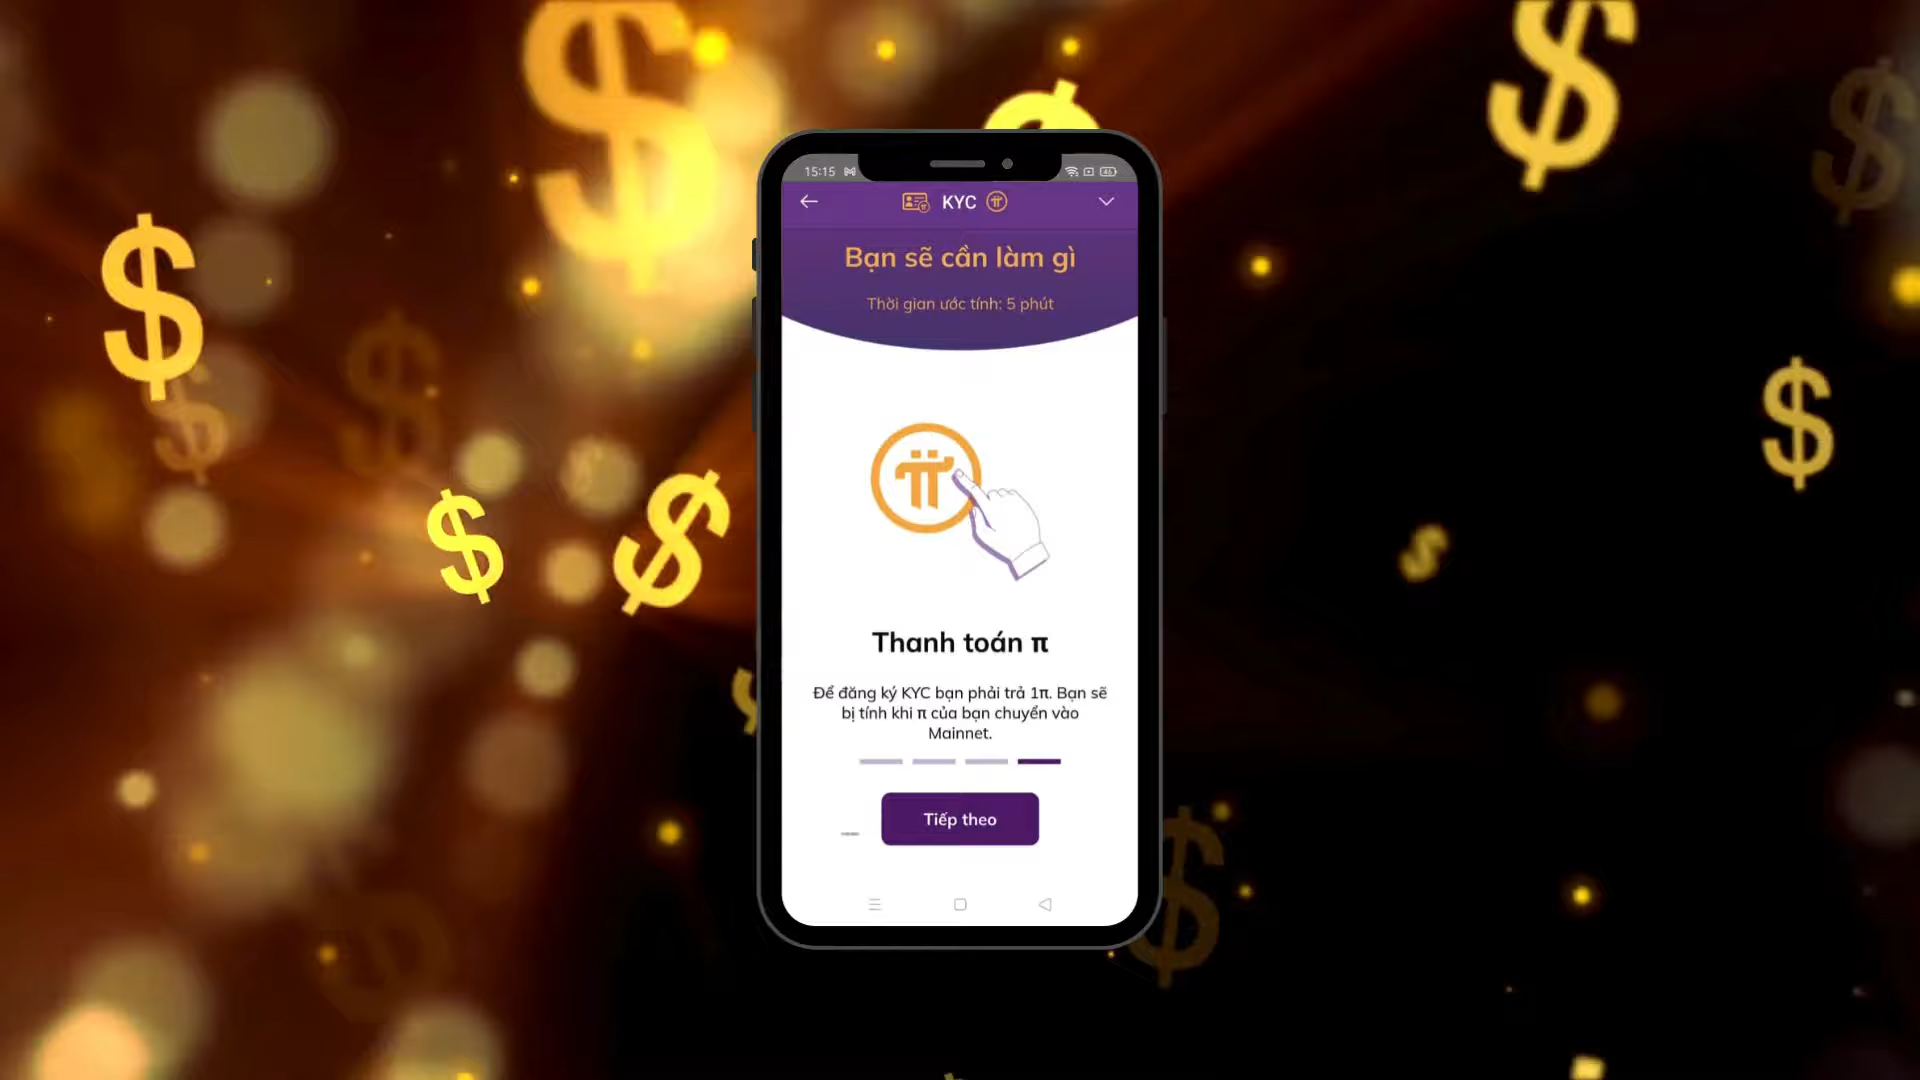 15:15
KYC
Bạn sẽ cần làm gì
Thời gian ước tính: 5 phút
Thanh toán π
Để đăng ký KYC bạn phải trả 1π. Bạn sẽ
bị tính khi π của bạn chuyển vào
Mainnet.
Tiếp theo